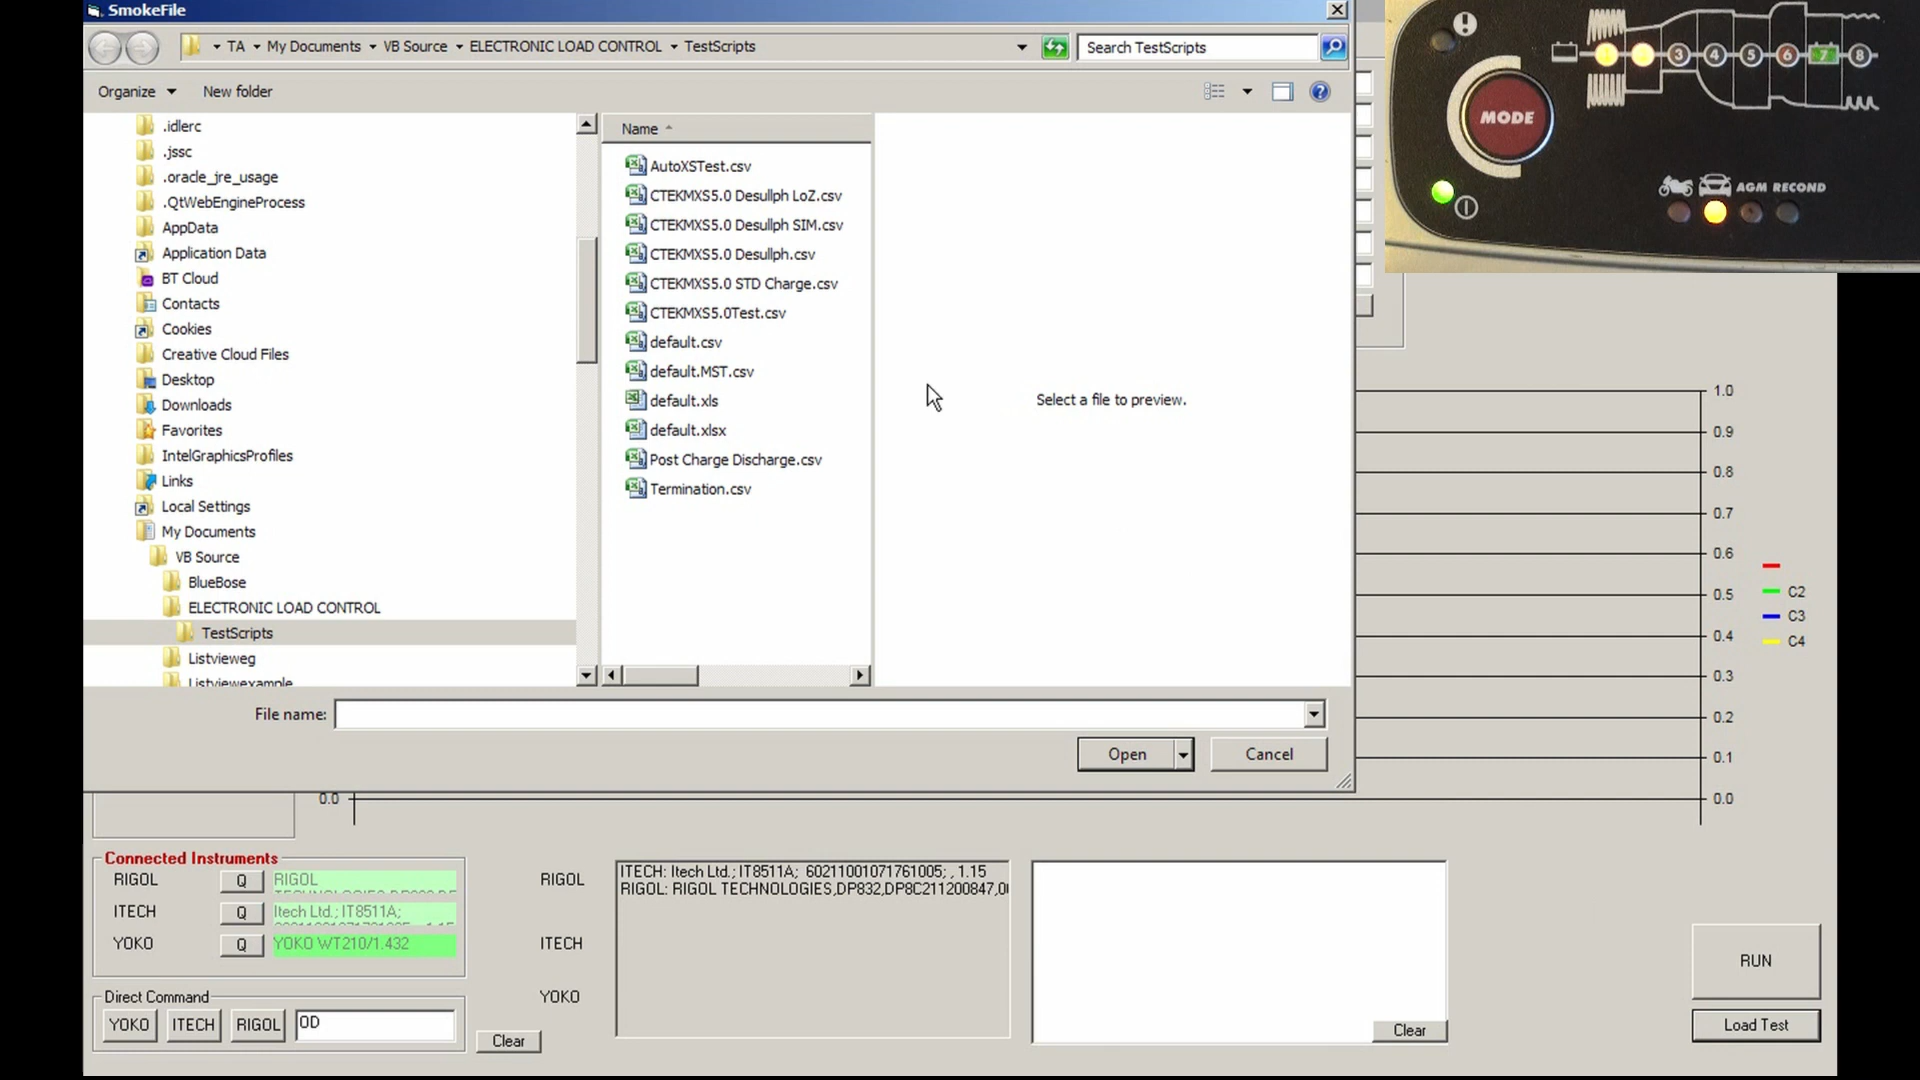 SmokeFile
TA My Documents VB Source ELECTRONIC LOAD CONTROL TestScripts
Search TestScripts
Organize New folder
.idlerc
.jssc
.oracle_jre_usage
.QtWebEngineProcess
AppData
Application Data
BT Cloud
Contacts
Cookies
Creative Cloud Files
Desktop
Downloads
Favorites
IntelGraphicsProfiles
Links
Local Settings
My Documents
VB Source
BlueBose
ELECTRONIC LOAD CONTROL
TestScripts
Listvieweg
Listviewexample
Name
AutoXSTest.csv
CTEKMXS5.0 Desullph LoZ.csv
CTEKMXS5.0 Desullph SIM.csv
CTEKMXS5.0 Desullph.csv
CTEKMXS5.0 STD Charge.csv
CTEKMXS5.0Test.csv
default.csv
default.MST.csv
default.xls
default.xlsx
Post Charge Discharge.csv
Termination.csv
Select a file to preview.
File name:
Open
Cancel
MODE
3 4 5 6 7 8
AGM RECOND
1.0
0.9
0.8
0.7
0.6
0.5
0.4
0.3
0.2
0.1
0.0
C2
C3
C4
0.0
Connected Instruments
RIGOL Q RIGOL
ITECH Q Itech Ltd.; IT8511A;
YOKO Q YOKO WT210/1.432
Direct Command
YOKO ITECH RIGOL OD
Clear
RIGOL
ITECH
YOKO
ITECH: Itech Ltd.; IT8511A; 60211001071761005; , 1.15
RIGOL: RIGOL TECHNOLOGIES,DP832,DP8C211200847,0
Clear
RUN
Load Test